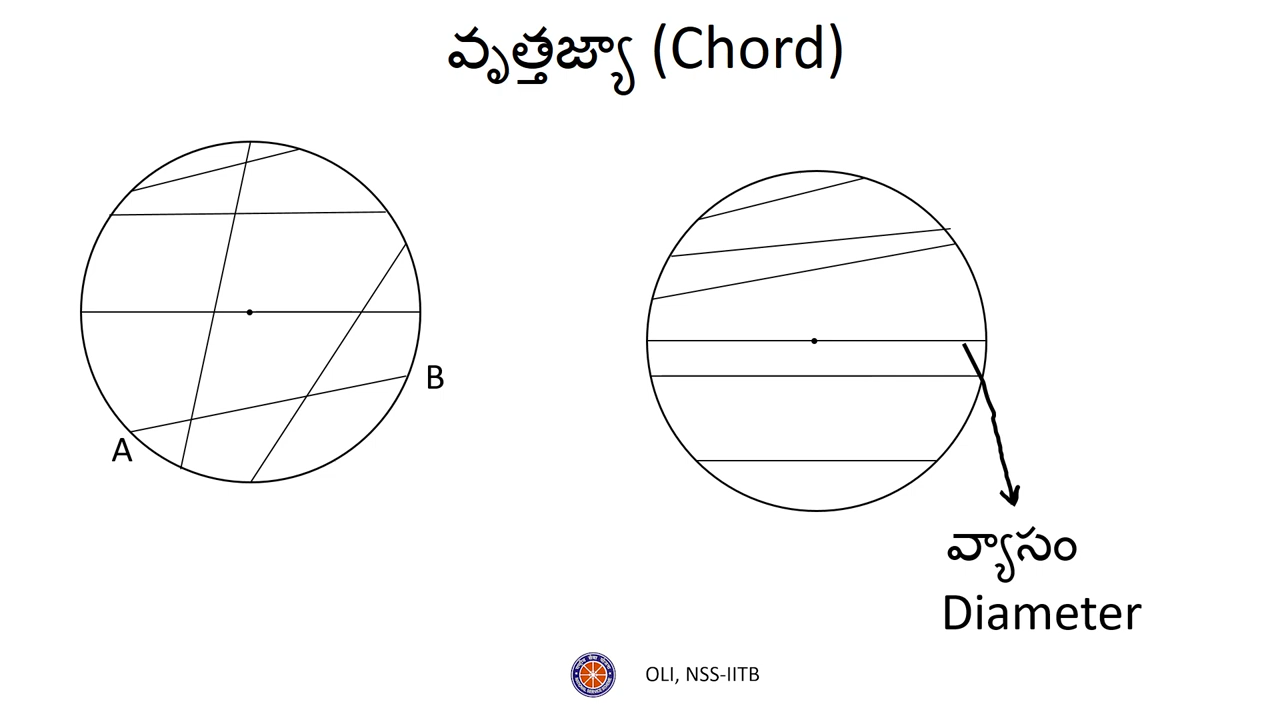 వృత్తజ్యా (Chord)
B
A
వ్యాసం
Diameter
OLI, NSS-IITB